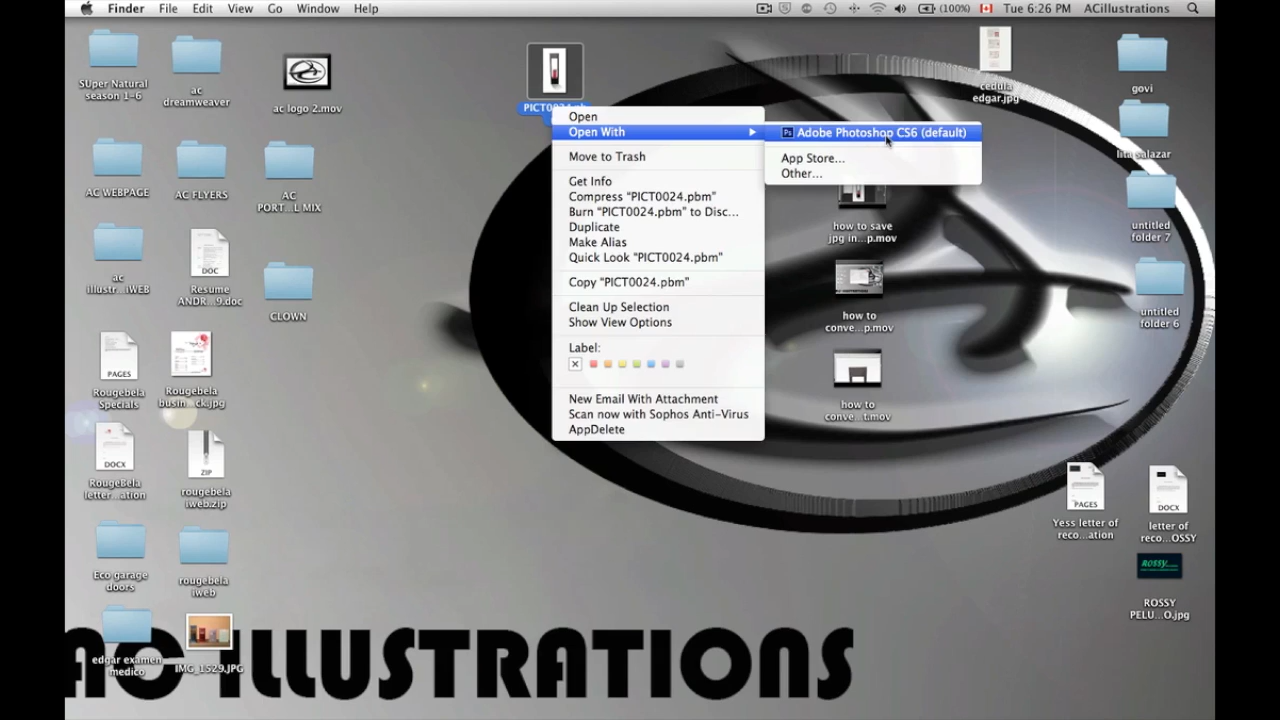 Finder File Edit View Go Window Help
(100%) Tue 6:26 PM ACillustrations
SUper Natural
season 1-6
ac
dreamweaver
ac logo 2.mov
cedula
edgar.jpg
govi
Open
Open With
Move to Trash
Get Info
Compress “PICT0024.pbm”
Burn “PICT0024.pbm” to Disc...
Duplicate
Make Alias
Quick Look “PICT0024.pbm”
Copy “PICT0024.pbm”
Clean Up Selection
Show View Options
Label:
New Email With Attachment
Scan now with Sophos Anti-Virus
AppDelete
Ps Adobe Photoshop CS6 (default)
App Store...
Other...
lita salazar
AC WEBPAGE
AC FLYERS
AC
PORT...L MIX
how to save
jpg in...p.mov
untitled
folder 7
ac
illustr...iWEB
DOC
Resume
ANDR...9.doc
CLOWN
how to
conve...p.mov
untitled
folder 6
PAGES
Rougebela
Specials
Rougebela
busin...ck.jpg
how to
conve...t.mov
DOCX
RougeBela
letter...ation
ZIP
rougebela
iweb.zip
PAGES
Yess letter of
reco...ation
DOCX
letter of
reco...OSSY
Eco garage
doors
rougebela
iweb
ROSSY
ROSSY
PELU...O.jpg
edgar examen
medico
IMG_1529.JPG
AC ILLUSTRATIONS